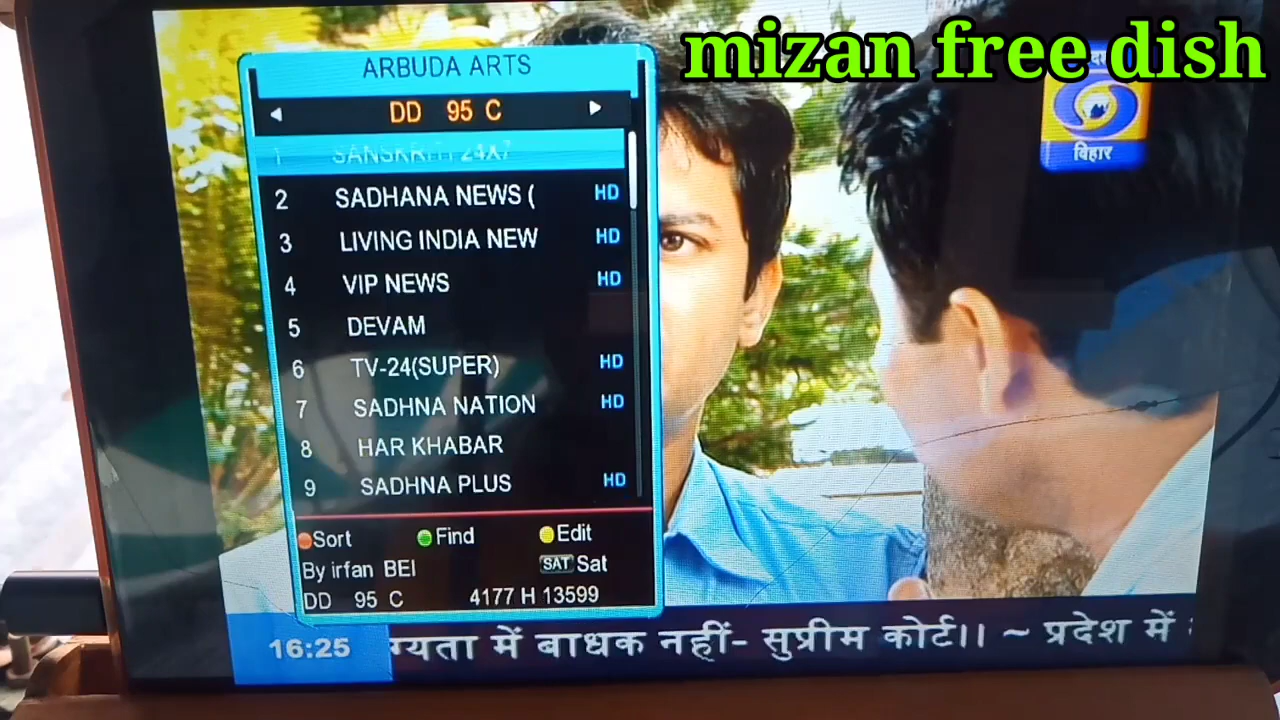 mizan free dish
ARBUDA ARTS
DD 95 C
1 SANSKRITI 24X7
2 SADHANA NEWS ( HD
3 LIVING INDIA NEW HD
4 VIP NEWS HD
5 DEVAM
6 TV-24(SUPER) HD
7 SADHNA NATION HD
8 HAR KHABAR
9 SADHNA PLUS HD
Sort Find Edit
By irfan BEI SAT Sat
DD 95 C 4177 H 13599
बिहार
16:25 ग्यता में बाधक नहीं- सुप्रीम कोर्ट।। ~ प्रदेश में